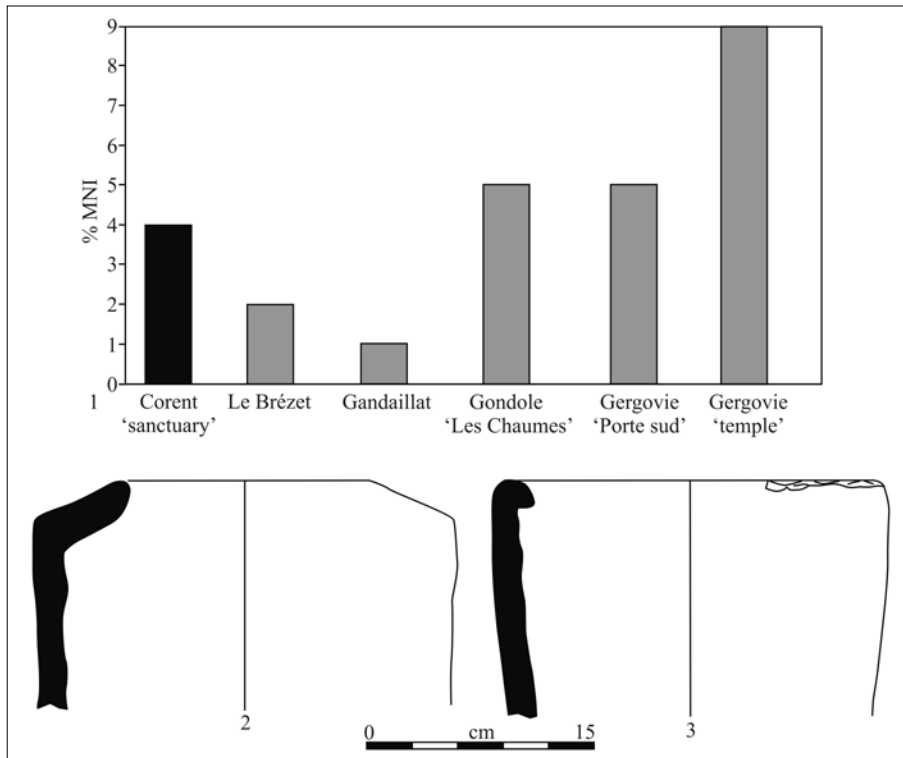 9
8
7
6
5
4
3
2
1
0
% MNI
1
Corent 'sanctuary'
Le Brézet
Gandaillat
Gondole 'Les Chaumes'
Gergovie 'Porte sud'
Gergovie 'temple'
2
3
0 cm 15